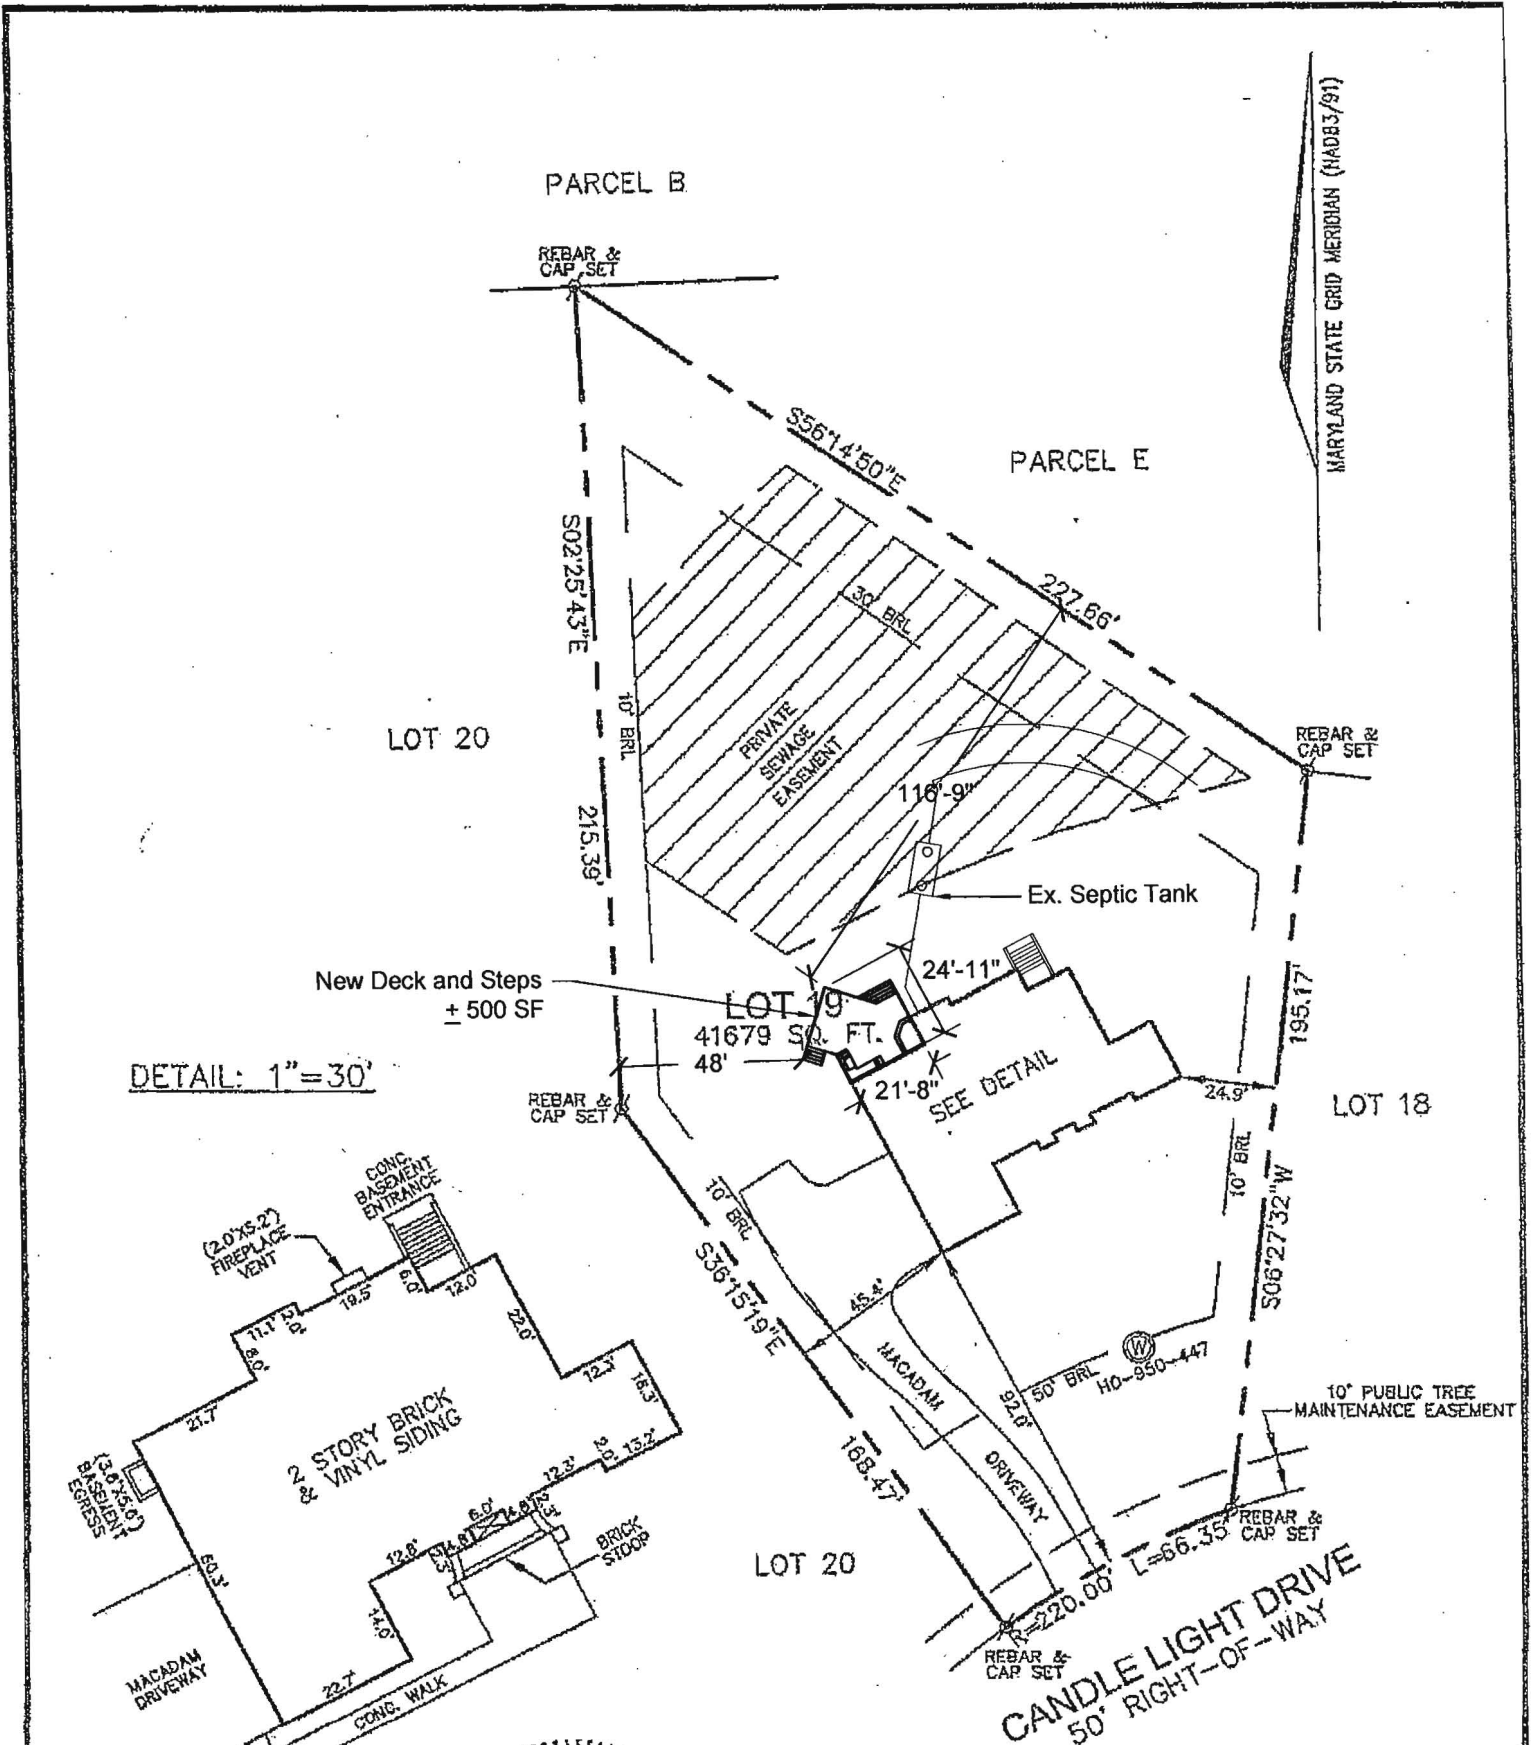 PARCEL B
REBAR &
CAP SET
MARYLAND STATE GRID MERIDIAN (NAD83/91)
S56°14'50"E
PARCEL E
227.66'
S02°25'43"E
30' BRL
10' BRL
PRIVATE
SEWAGE
EASEMENT
LOT 20
REBAR &
CAP SET
116'-9"
215.39'
Ex. Septic Tank
24'-11"
New Deck and Steps
± 500 SF
LOT 19
41679 SQ. FT.
48'
195.17'
DETAIL: 1"=30'
21'-8"
SEE DETAIL
24.9'
LOT 18
REBAR &
CAP SET
10' BRL
10' BRL
S06°27'32"W
CONC.
BASEMENT
ENTRANCE
(2.0'X5.2')
FIREPLACE
VENT
S36°15'19"E
45.4'
6.0'
12.0'
19.5'
11.1'
2.0'
8.0'
22.0'
12.3'
18.3'
MACADAM
DRIVEWAY
50' BRL
W
HO-950-447
92.0'
10' PUBLIC TREE
MAINTENANCE EASEMENT
21.7'
2 STORY BRICK
& VINYL SIDING
BASEMENT
EGRESS
168.47'
12.3'
2.0'
13.2'
6.0'
12.8'
BRICK
STOOP
LOT 20
REBAR &
CAP SET
L=66.35'
R=220.00'
14.0'
MACADAM
DRIVEWAY
22.7'
CONC. WALK
REBAR &
CAP SET
CANDLE LIGHT DRIVE
50' RIGHT-OF-WAY